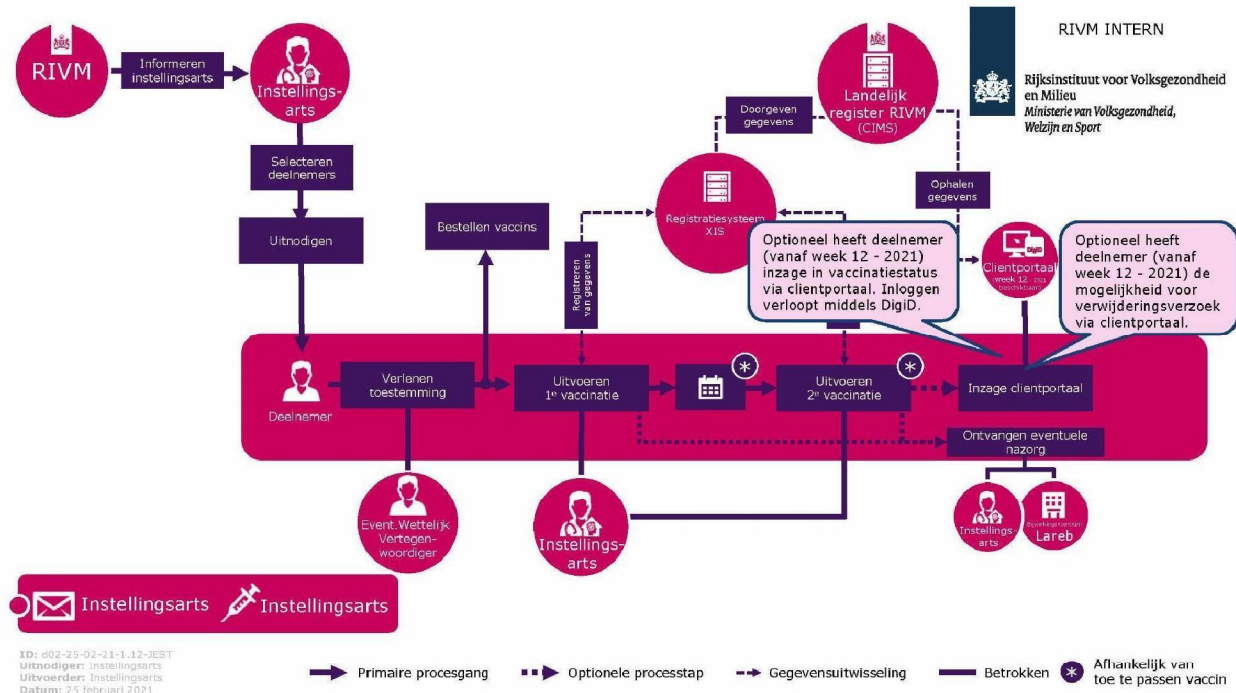 RIVM
Informeren
instellingsarts
Instellings-
arts
Selecteren
deelnemers
Uitnodigen
Bestellen vaccins
Registreren
van gegevens
Registratiesysteem
XIS
Doorgeven
gegevens
Landelijk
register RIVM
(CIMS)
Ophalen
gegevens
RIVM INTERN
Rijksinstituut voor Volksgezondheid
en Milieu
Ministerie van Volksgezondheid,
Welzijn en Sport
Optioneel heeft deelnemer
(vanaf week 12 - 2021)
inzage in vaccinatiestatus
via clientportaal. Inloggen
verloopt middels DigiD.
DigiD
Clientportaal
(week 12 - 2021
beschikbaar)
Optioneel heeft
deelnemer (vanaf
week 12 - 2021) de
mogelijkheid voor
verwijderingsverzoek
via clientportaal.
Deelnemer
Verlenen
toestemming
Uitvoeren
1e vaccinatie
*
Uitvoeren
2e vaccinatie
*
Inzage clientportaal
Ontvangen eventuele
nazorg
Event.Wettelijk
Vertegen-
woordiger
Instellings-
arts
Instellings-
arts
Bijwerkingencentrum
Lareb
Instellingsarts
Instellingsarts
ID: d02-25-02-21-1.12-JEST
Uitnodiger: Instellingsarts
Uitvoerder: Instellingsarts
Datum: 25 februari 2021
Primaire procesgang
Optionele processtap
Gegevensuitwisseling
Betrokken
* Afhankelijk van
toe te passen vaccin